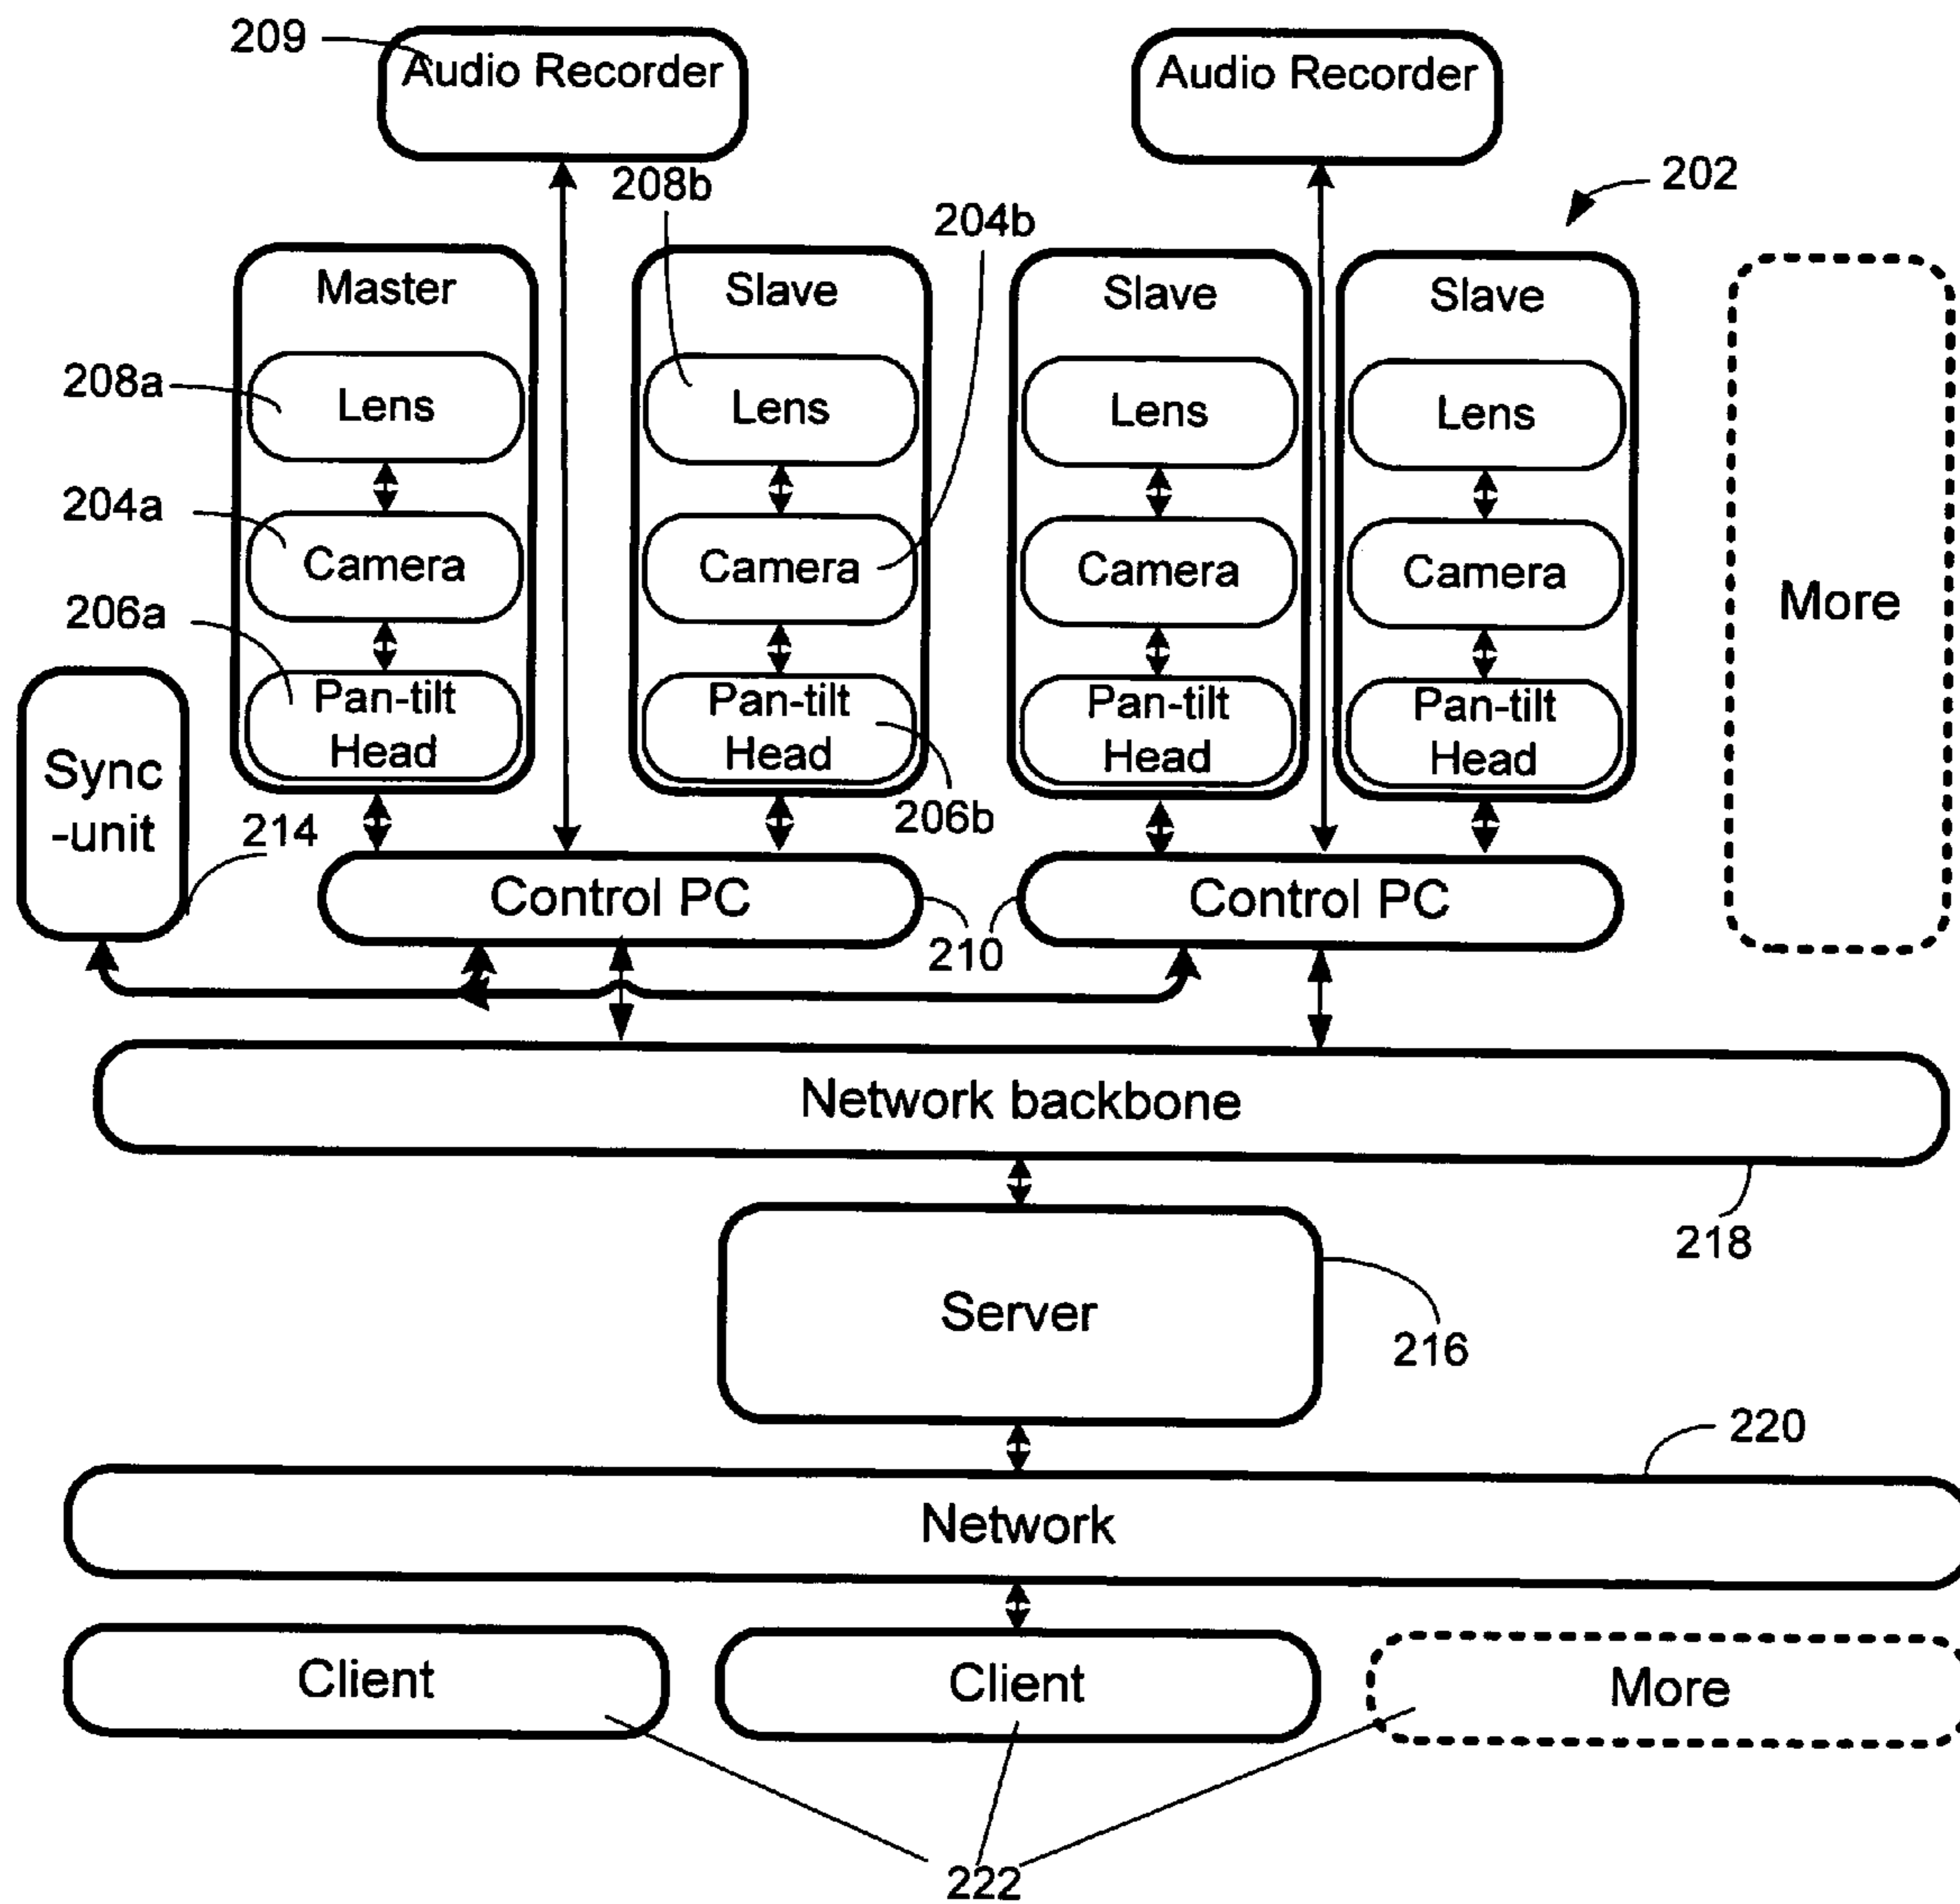 209
Audio Recorder
Audio Recorder
202
208b
204b
Master
Slave
Slave
Slave
208a
Lens
Lens
Lens
Lens
204a
Camera
Camera
Camera
Camera
More
206a
Pan-tilt
Head
Pan-tilt
Head
Pan-tilt
Head
Pan-tilt
Head
Sync
-unit
214
206b
Control PC
Control PC
210
Network backbone
218
Server
216
220
Network
Client
Client
More
222